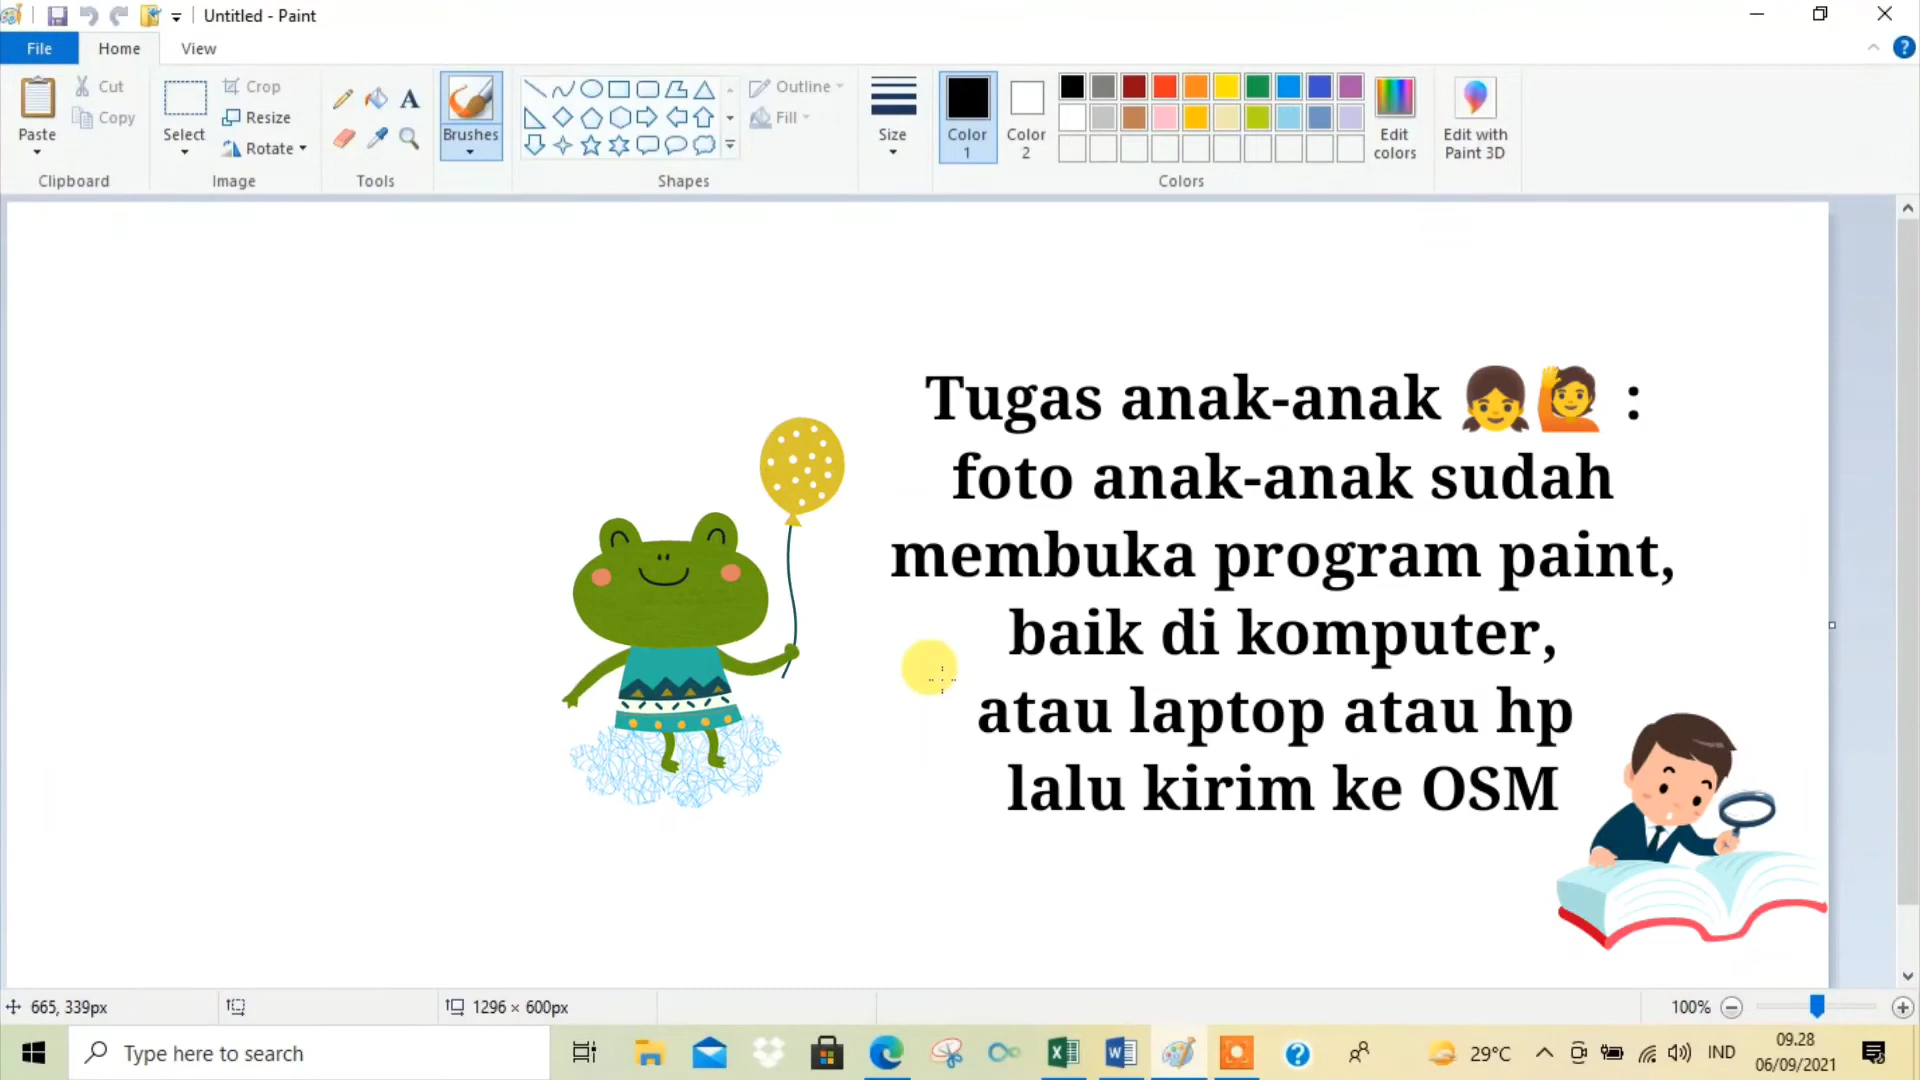 Untitled - Paint
File Home View
Cut Crop Outline
Copy Resize Fill
Paste Select Rotate Brushes Size Color 1 Color 2 Edit colors Edit with Paint 3D
Clipboard Image Tools Shapes Colors
Tugas anak-anak 👧🙋 :
foto anak-anak sudah
membuka program paint,
baik di komputer,
atau laptop atau hp
lalu kirim ke OSM
665, 339px 1296 × 600px 100%
Type here to search 29°C IND 09.28
06/09/2021